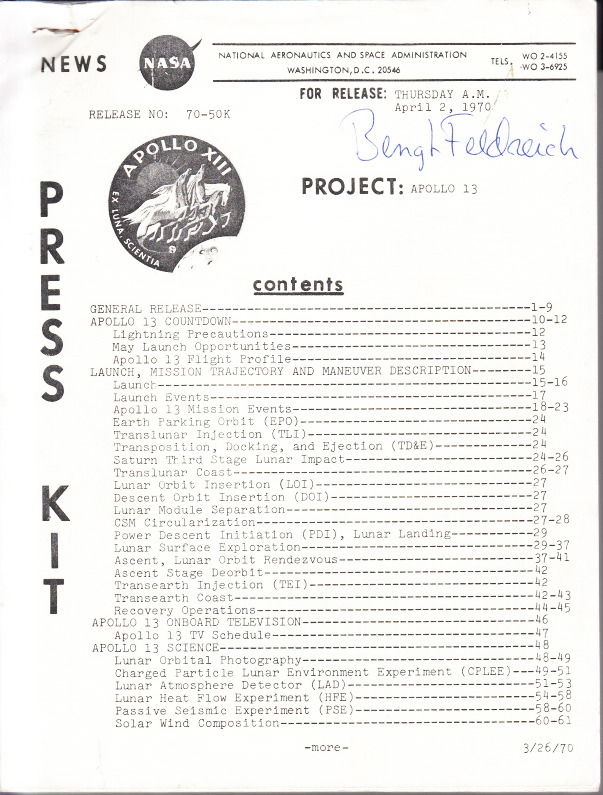 NEWS
NASA
NATIONAL AERONAUTICS AND SPACE ADMINISTRATION
WASHINGTON, D.C. 20546
TELS. WO 2-4155
WO 3-6925
FOR RELEASE: THURSDAY A.M.
April 2, 1970
RELEASE NO: 70-50K
Bengt Feldreich
APOLLO XIII
EX LUNA, SCIENTIA
PROJECT: APOLLO 13
PRESS KIT
contents
GENERAL RELEASE---1-9
APOLLO 13 COUNTDOWN---10-12
Lightning Precautions---12
May Launch Opportunities---13
Apollo 13 Flight Profile---14
LAUNCH, MISSION TRAJECTORY AND MANEUVER DESCRIPTION---15
Launch---15-16
Launch Events---17
Apollo 13 Mission Events---18-23
Earth Parking Orbit (EPO)---24
Translunar Injection (TLI)---24
Transposition, Docking, and Ejection (TD&E)---24
Saturn Third Stage Lunar Impact---24-26
Translunar Coast---26-27
Lunar Orbit Insertion (LOI)---27
Descent Orbit Insertion (DOI)---27
Lunar Module Separation---27
CSM Circularization---27-28
Power Descent Initiation (PDI), Lunar Landing---29
Lunar Surface Exploration---29-37
Ascent, Lunar Orbit Rendezvous---37-41
Ascent Stage Deorbit---42
Transearth Injection (TEI)---42
Transearth Coast---42-43
Recovery Operations---44-45
APOLLO 13 ONBOARD TELEVISION---46
Apollo 13 TV Schedule---47
APOLLO 13 SCIENCE---48
Lunar Orbital Photography---48-49
Charged Particle Lunar Environment Experiment (CPLEE)---49-51
Lunar Atmosphere Detector (LAD)---51-53
Lunar Heat Flow Experiment (HFE)---54-58
Passive Seismic Experiment (PSE)---58-60
Solar Wind Composition---60-61
-more-
3/26/70